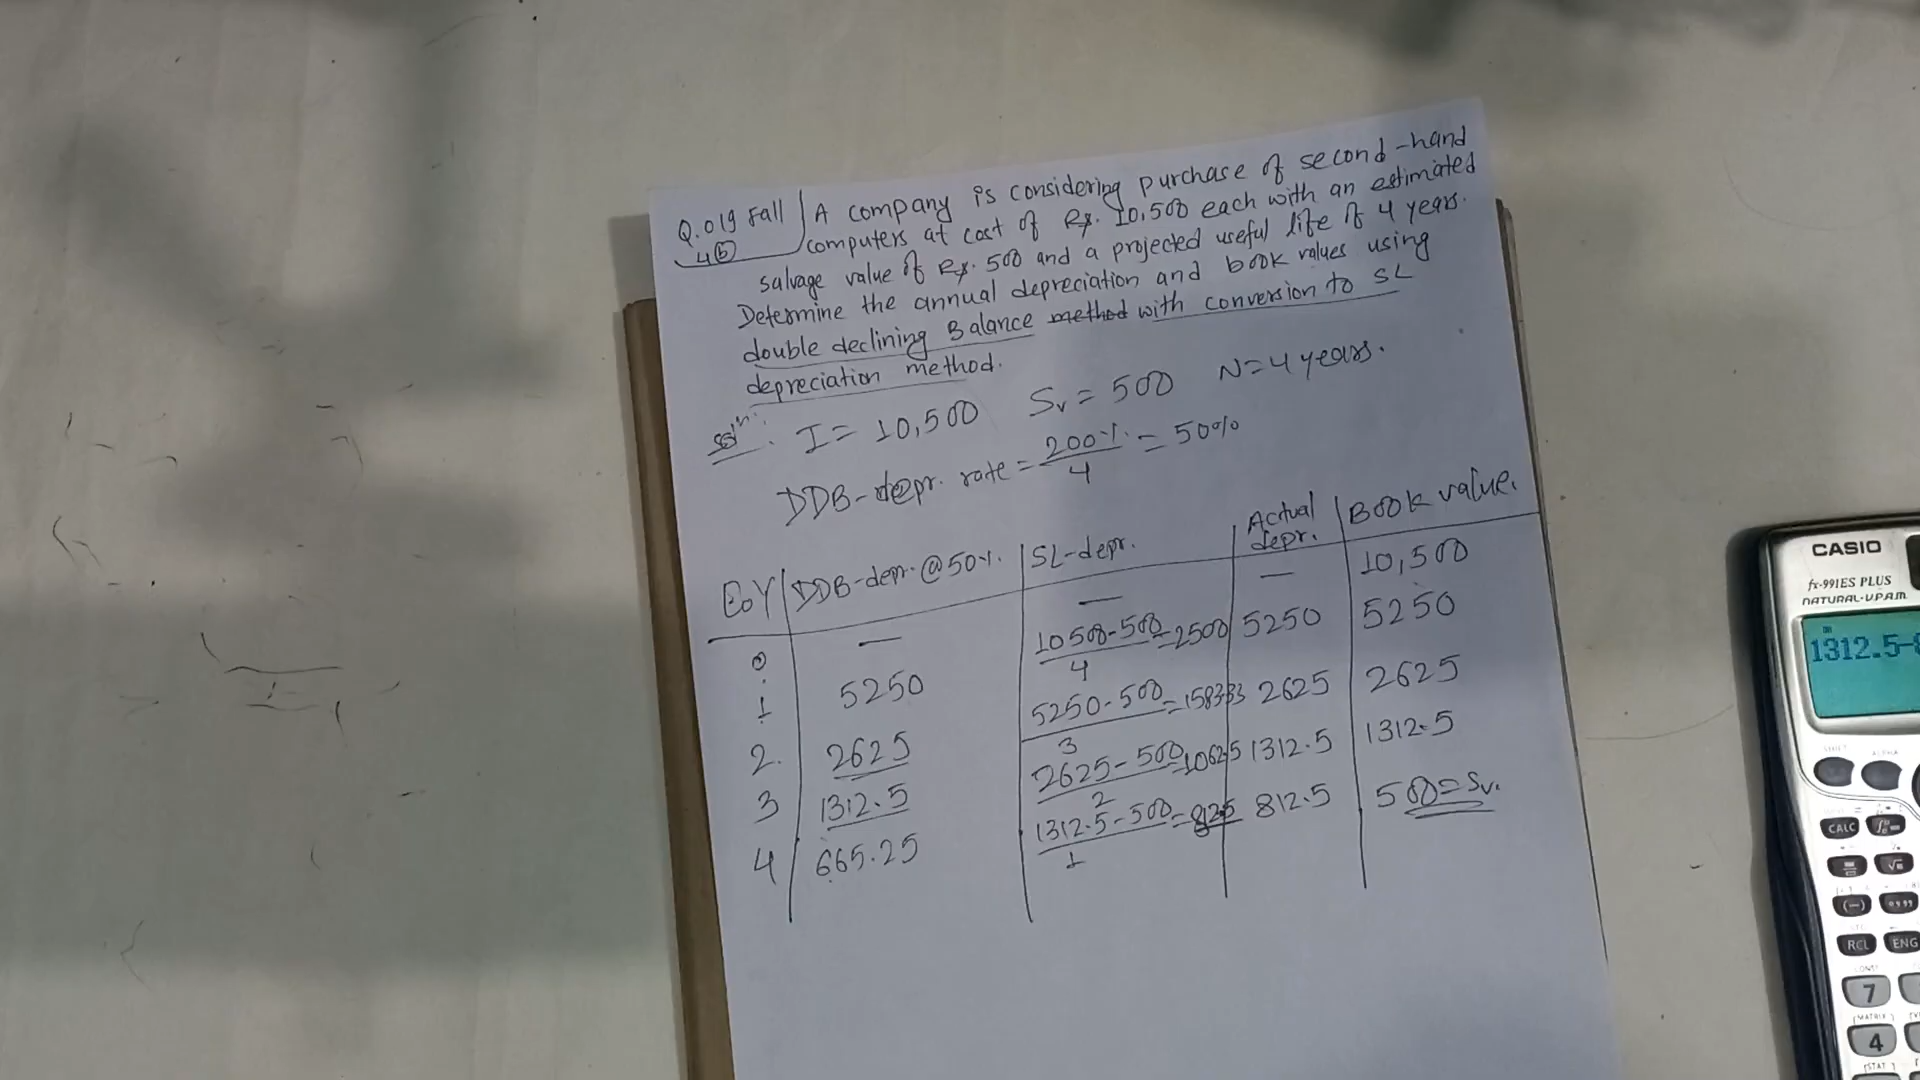 Q.019 Fall
4(b)
A company is considering purchase of second-hand
computers at cost of Rs. 10,500 each with an estimated
salvage value of Rs. 500 and a projected useful life of 4 years.
Determine the annual depreciation and book values using
double declining Balance method with conversion to SL
depreciation method.
Soln:. I = 10,500 Sv = 500 N=4 years.
DDB-depr. rate = 200%/4 = 50%
EoY DDB-depr. @50%. SL-depr. Actual depr. Book value.
0 — — — 10,500
1 5250 10500-500/4 = 2500 5250 5250
2. 2625 5250-500/3 = 1583.33 2625 2625
3 1312.5 2625-500/2 = 1062.5 1312.5 1312.5
4 665.25 1312.5-500/1 = 812.5 812.5 500=Sv.
CASIO
fx-991ES PLUS
NATURAL-V.P.A.M.
1312.5-8
SHIFT ALPHA
CALC
(-)
RCL ENG
CONST
7
MATRIX
4
STAT